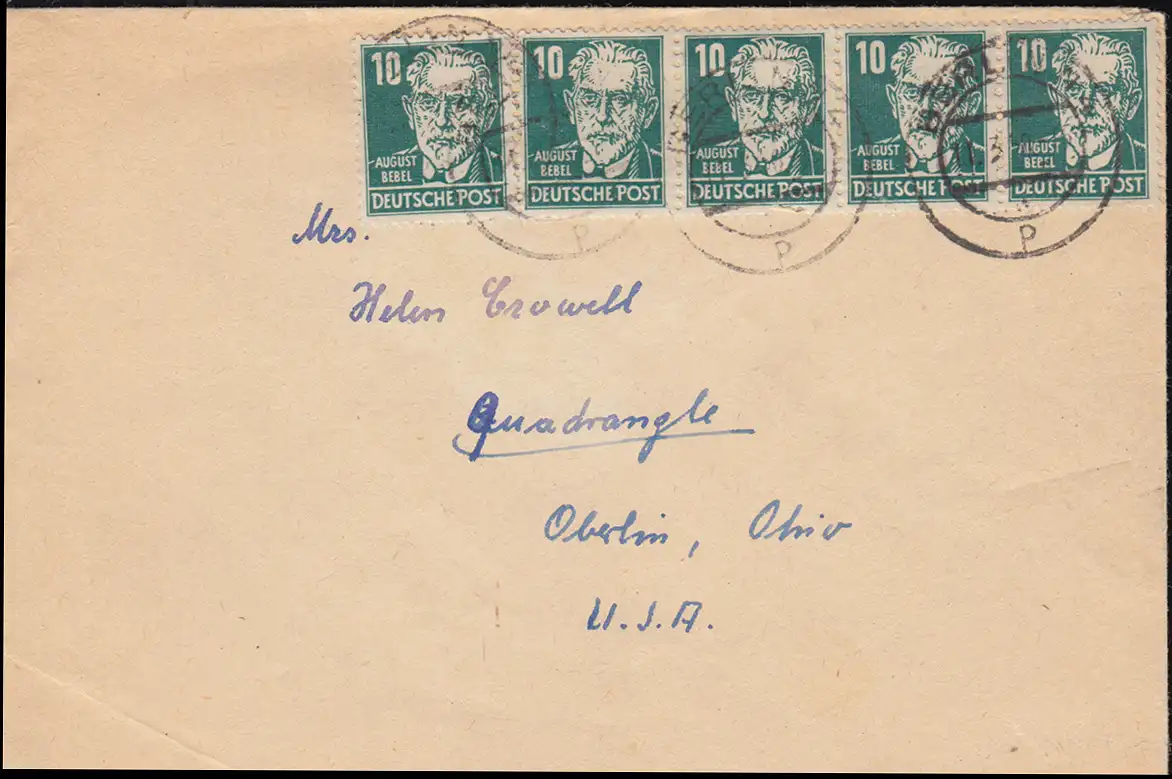 10 10 10 10 10
AUGUST BEBEL AUGUST BEBEL AUGUST BEBEL AUGUST BEBEL AUGUST BEBEL
DEUTSCHE POST DEUTSCHE POST DEUTSCHE POST DEUTSCHE POST DEUTSCHE POST
P P P
Mrs.
Helen Crowell
Quadrangle
Oberlin, Ohio
U.S.A.